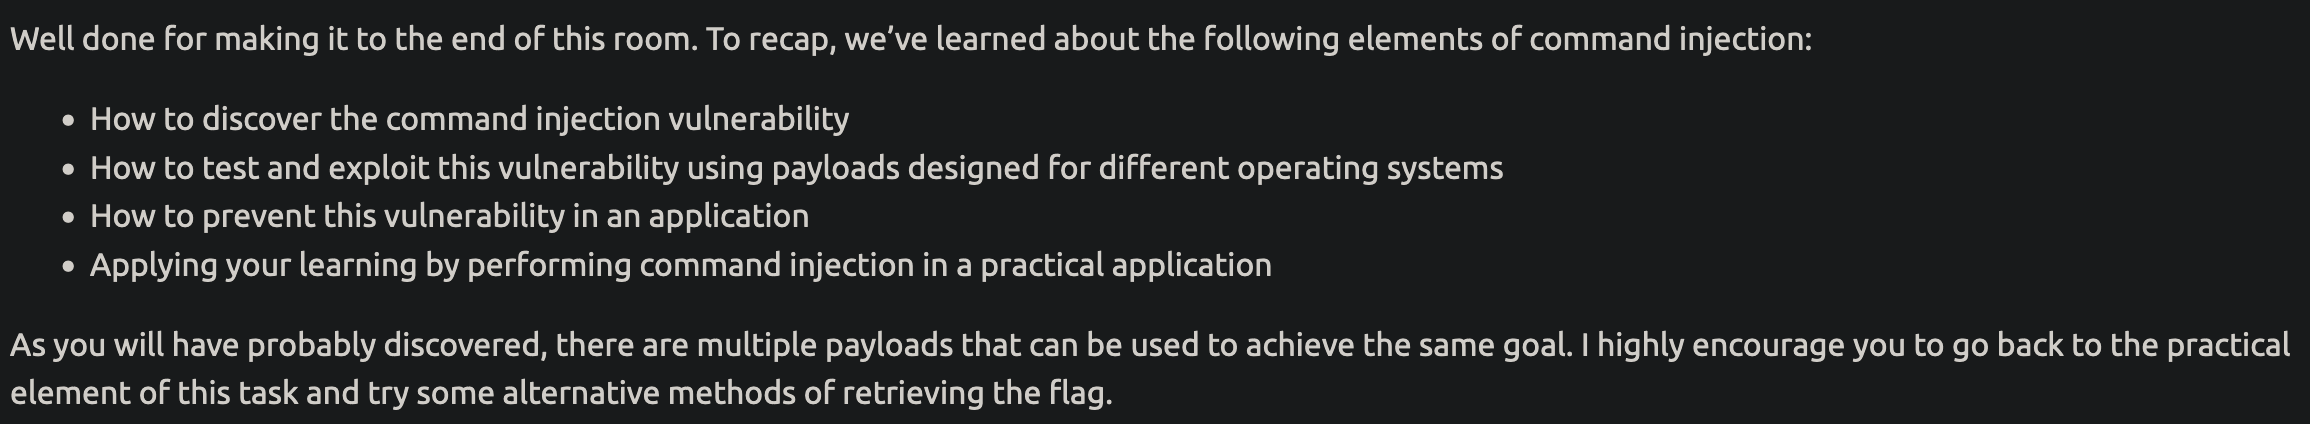 Well done for making it to the end of this room. To recap, we’ve learned about the following elements of command injection:
• How to discover the command injection vulnerability
• How to test and exploit this vulnerability using payloads designed for different operating systems
• How to prevent this vulnerability in an application
• Applying your learning by performing command injection in a practical application
As you will have probably discovered, there are multiple payloads that can be used to achieve the same goal. I highly encourage you to go back to the practical
element of this task and try some alternative methods of retrieving the flag.